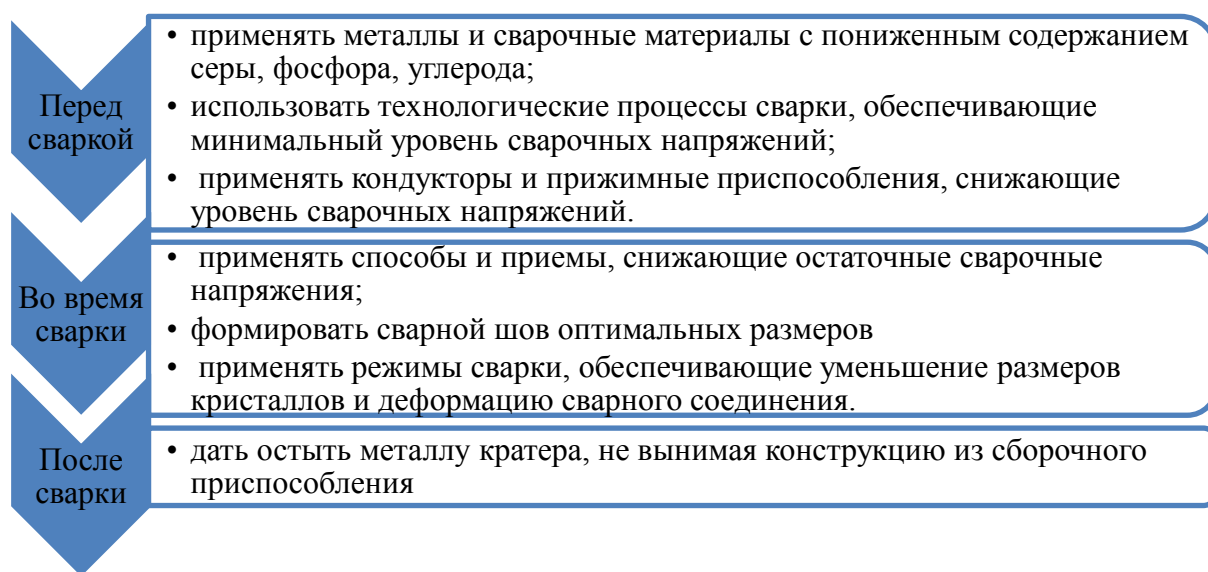 Перед
сваркой
• применять металлы и сварочные материалы с пониженным содержанием
серы, фосфора, углерода;
• использовать технологические процессы сварки, обеспечивающие
минимальный уровень сварочных напряжений;
• применять кондукторы и прижимные приспособления, снижающие
уровень сварочных напряжений.
Во время
сварки
• применять способы и приемы, снижающие остаточные сварочные
напряжения;
• формировать сварной шов оптимальных размеров
• применять режимы сварки, обеспечивающие уменьшение размеров
кристаллов и деформацию сварного соединения.
После
сварки
• дать остыть металлу кратера, не вынимая конструкцию из сборочного
приспособления